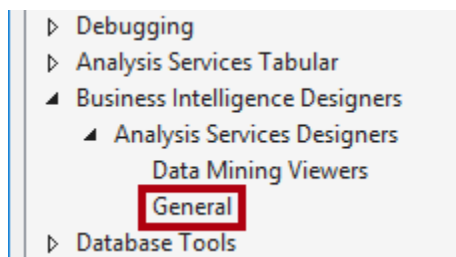 Debugging
Analysis Services Tabular
Business Intelligence Designers
Analysis Services Designers
Data Mining Viewers
General
Database Tools